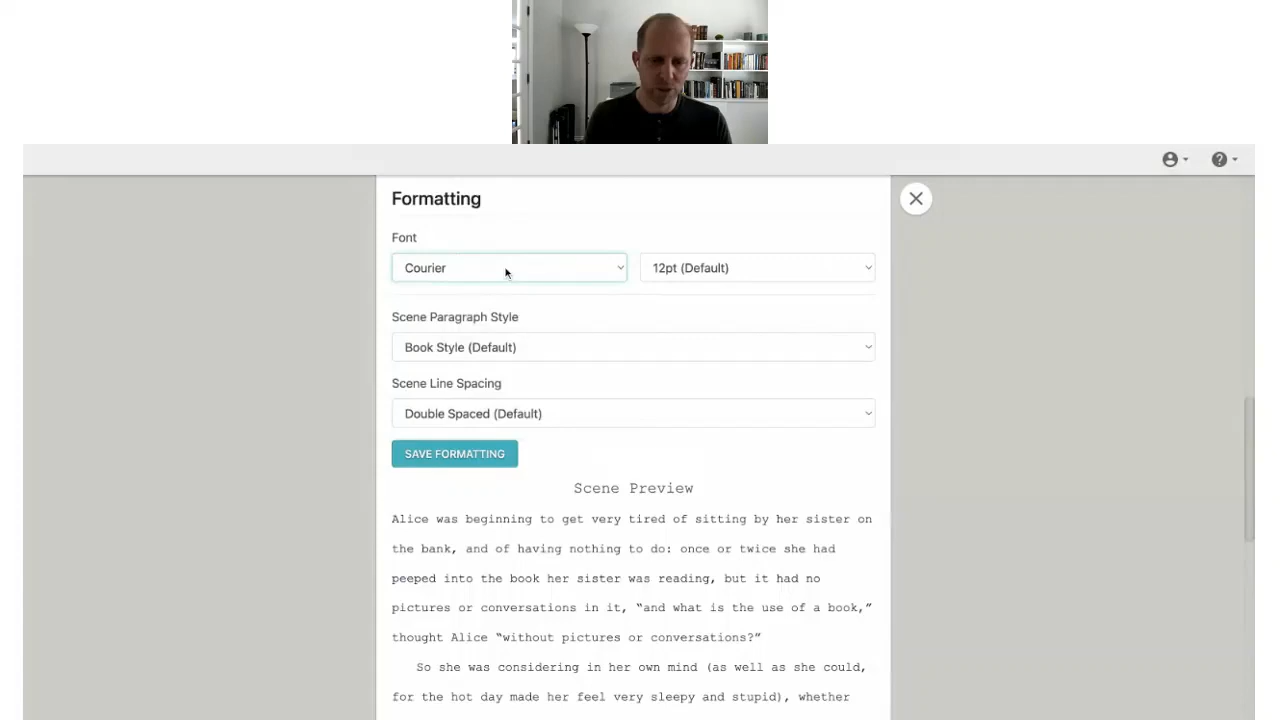 Formatting
Font
Courier
12pt (Default)
Scene Paragraph Style
Book Style (Default)
Scene Line Spacing
Double Spaced (Default)
SAVE FORMATTING
Scene Preview
Alice was beginning to get very tired of sitting by her sister on
the bank, and of having nothing to do: once or twice she had
peeped into the book her sister was reading, but it had no
pictures or conversations in it, “and what is the use of a book,”
thought Alice “without pictures or conversations?”
So she was considering in her own mind (as well as she could,
for the hot day made her feel very sleepy and stupid), whether